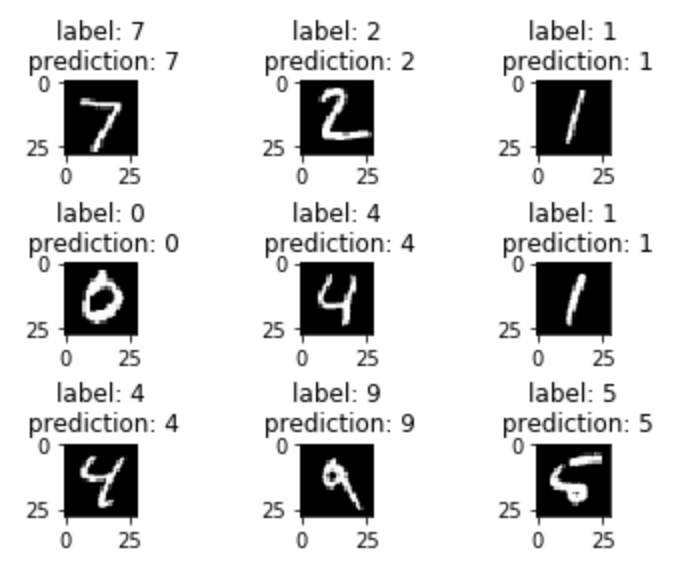 label: 7
prediction: 7
0
7
25
0 25
label: 2
prediction: 2
0
2
25
0 25
label: 1
prediction: 1
0
1
25
0 25
label: 0
prediction: 0
0
0
25
0 25
label: 4
prediction: 4
0
4
25
0 25
label: 1
prediction: 1
0
1
25
0 25
label: 4
prediction: 4
0
4
25
0 25
label: 9
prediction: 9
0
9
25
0 25
label: 5
prediction: 5
0
5
25
0 25